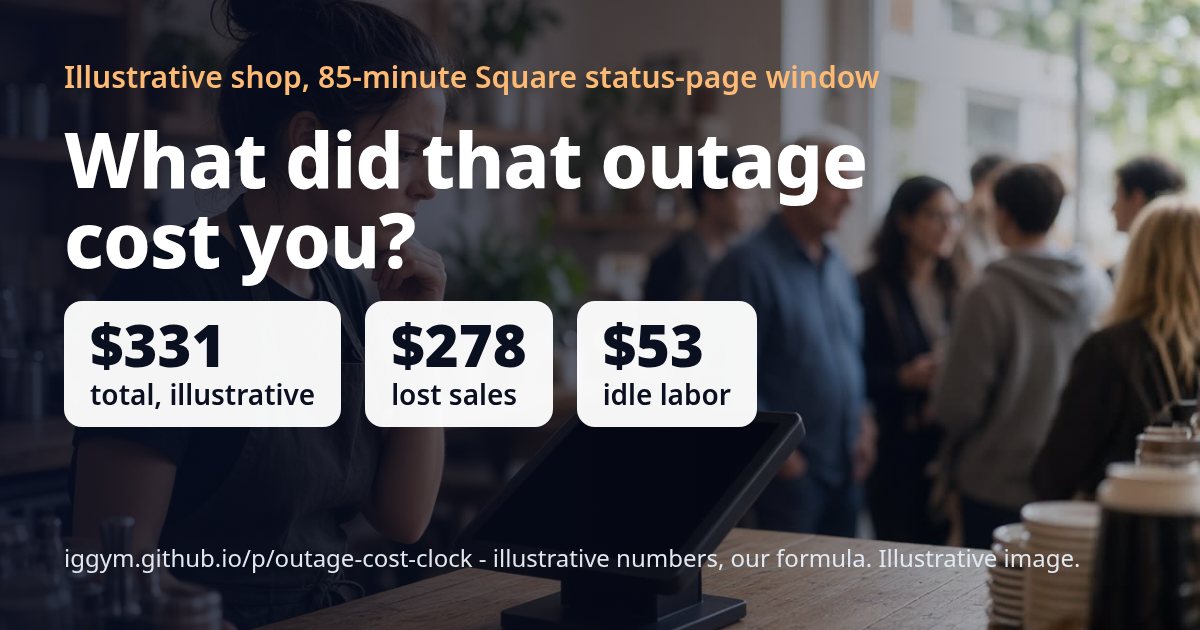 Illustrative shop, 85-minute Square status-page window
What did that outage
cost you?
$331
total, illustrative
$278
lost sales
$53
idle labor
iggym.github.io/p/outage-cost-clock - illustrative numbers, our formula. Illustrative image.